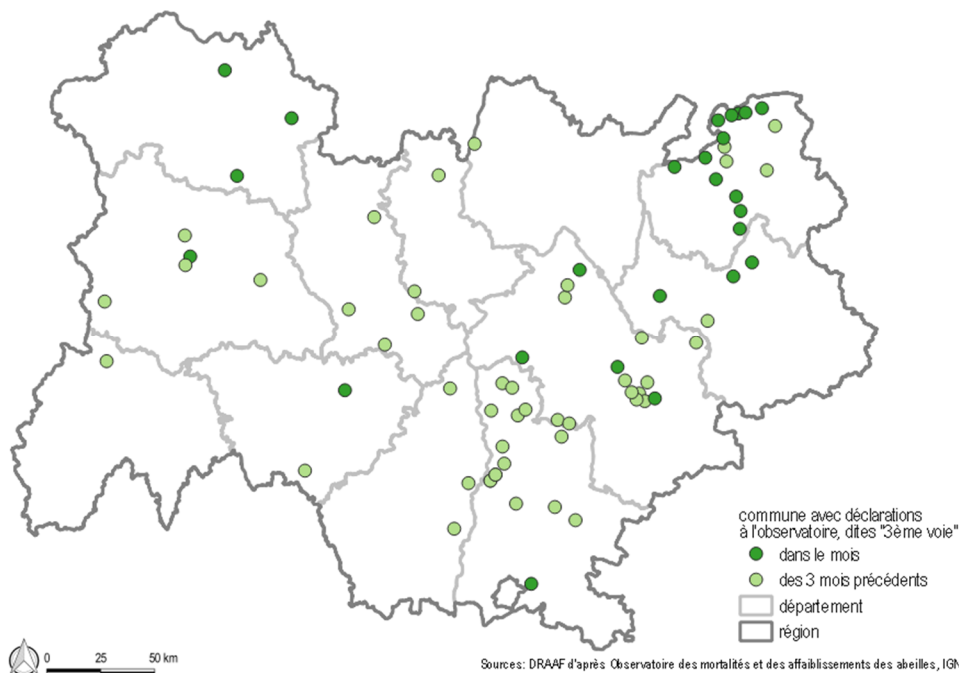 commune avec déclarations
à l'observatoire, dites "3ème voie"
dans le mois
des 3 mois précédents
département
région
0 25 50 km
Sources: DRAAF d'après Observatoire des mortalités et des affaiblissements des abeilles, IGN